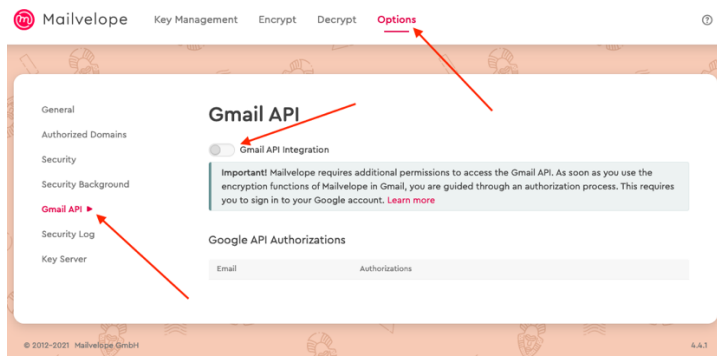 Mailvelope
Key Management Encrypt Decrypt Options
General
Authorized Domains
Security
Security Background
Gmail API
Security Log
Key Server
Gmail API
Gmail API Integration
Important! Mailvelope requires additional permissions to access the Gmail API. As soon as you use the
encryption functions of Mailvelope in Gmail, you are guided through an authorization process. This requires
you to sign in to your Google account. Learn more
Google API Authorizations
Email Authorizations
© 2012-2021 Mailvelope GmbH
4.4.1